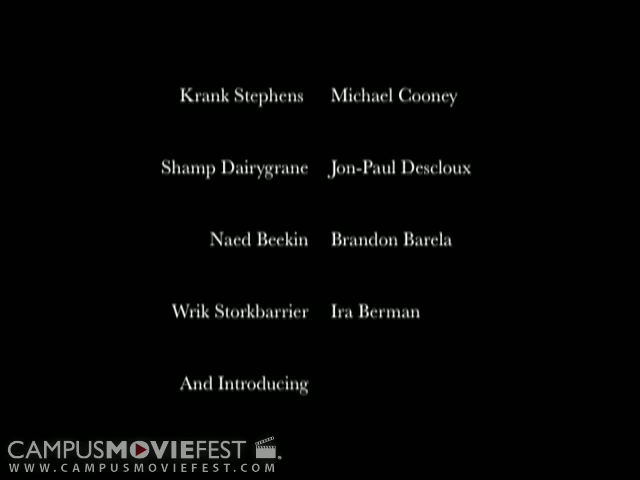 Krank Stephens Michael Cooney
Shamp Dairygrane Jon-Paul Descloux
Naed Beekin Brandon Barela
Wrik Storkbarrier Ira Berman
And Introducing
CAMPUSMOVIEFEST
WWW.CAMPUSMOVIEFEST.COM